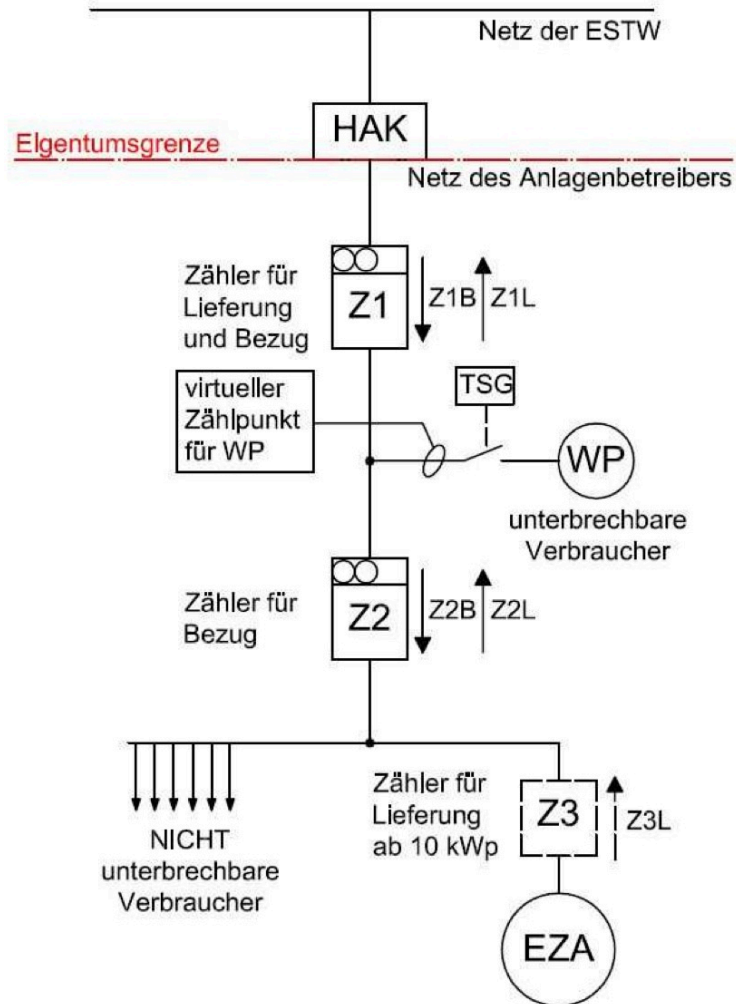 Netz der ESTW
HAK
Elgentumsgrenze
Netz des Anlagenbetreibers
Zähler für
Lieferung
und Bezug
Z1
Z1B
Z1L
virtueller
Zählpunkt
für WP
TSG
WP
unterbrechbare
Verbraucher
Zähler für
Bezug
Z2
Z2B
Z2L
NICHT
unterbrechbare
Verbraucher
Zähler für
Lieferung
ab 10 kWp
Z3
Z3L
EZA